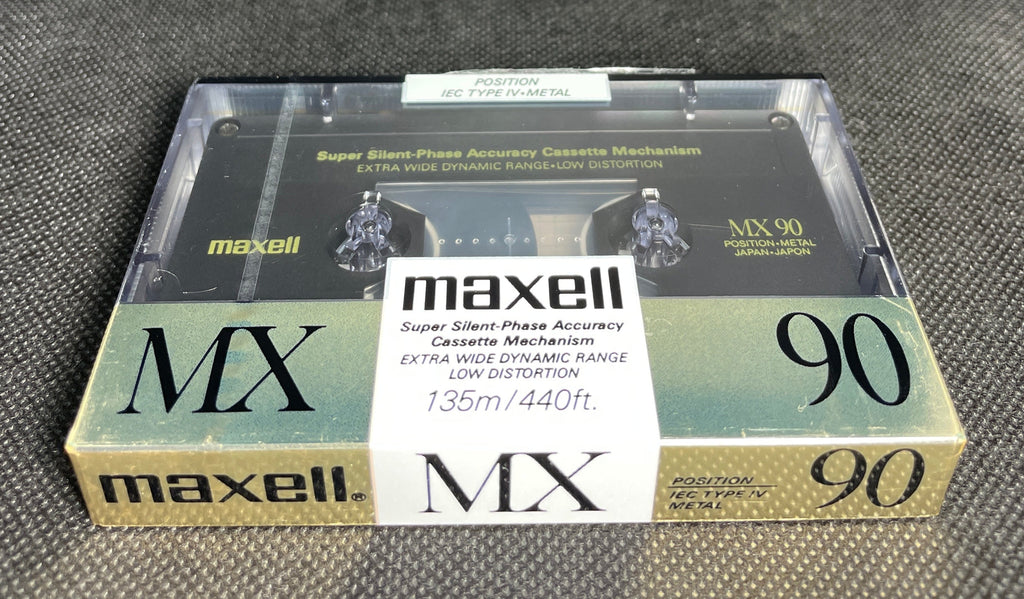 POSITION
IEC TYPE IV•METAL
Super Silent-Phase Accuracy Cassette Mechanism
EXTRA WIDE DYNAMIC RANGE•LOW DISTORTION
maxell
MX 90
POSITION•METAL
JAPAN•JAPON
maxell
Super Silent-Phase Accuracy
Cassette Mechanism
EXTRA WIDE DYNAMIC RANGE
LOW DISTORTION
135m/440ft.
MX
90
maxell®
MX
POSITION
IEC TYPE IV
METAL
90